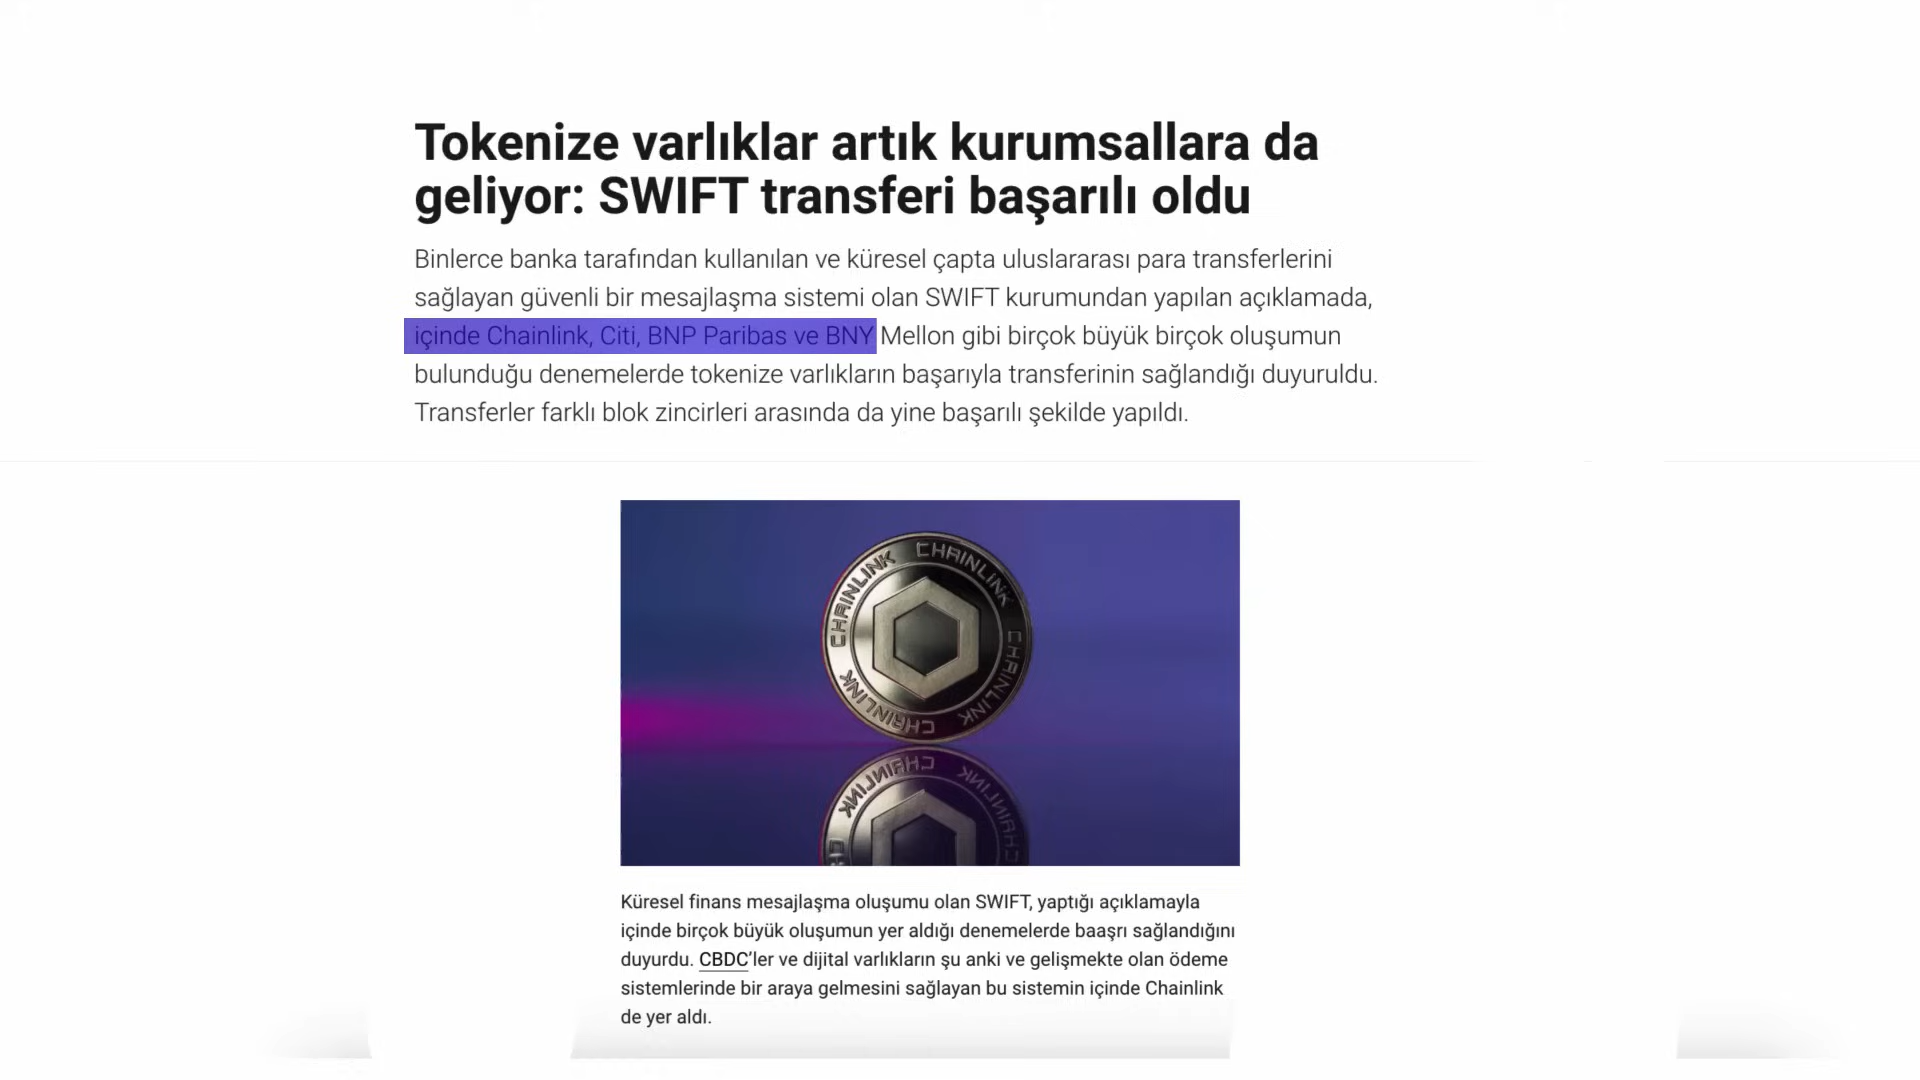 Tokenize varlıklar artık kurumsallara da
geliyor: SWIFT transferi başarılı oldu
Binlerce banka tarafından kullanılan ve küresel çapta uluslararası para transferlerini
sağlayan güvenli bir mesajlaşma sistemi olan SWIFT kurumundan yapılan açıklamada,
içinde Chainlink, Citi, BNP Paribas ve BNY Mellon gibi birçok büyük birçok oluşumun
bulunduğu denemelerde tokenize varlıkların başarıyla transferinin sağlandığı duyuruldu.
Transferler farklı blok zincirleri arasında da yine başarılı şekilde yapıldı.
CHAINLINK
CHAINLINK
CHAINLINK
CHAINLINK
CHAINLINK
Küresel finans mesajlaşma oluşumu olan SWIFT, yaptığı açıklamayla
içinde birçok büyük oluşumun yer aldığı denemelerde baaşrı sağlandığını
duyurdu. CBDC’ler ve dijital varlıkların şu anki ve gelişmekte olan ödeme
sistemlerinde bir araya gelmesini sağlayan bu sistemin içinde Chainlink
de yer aldı.